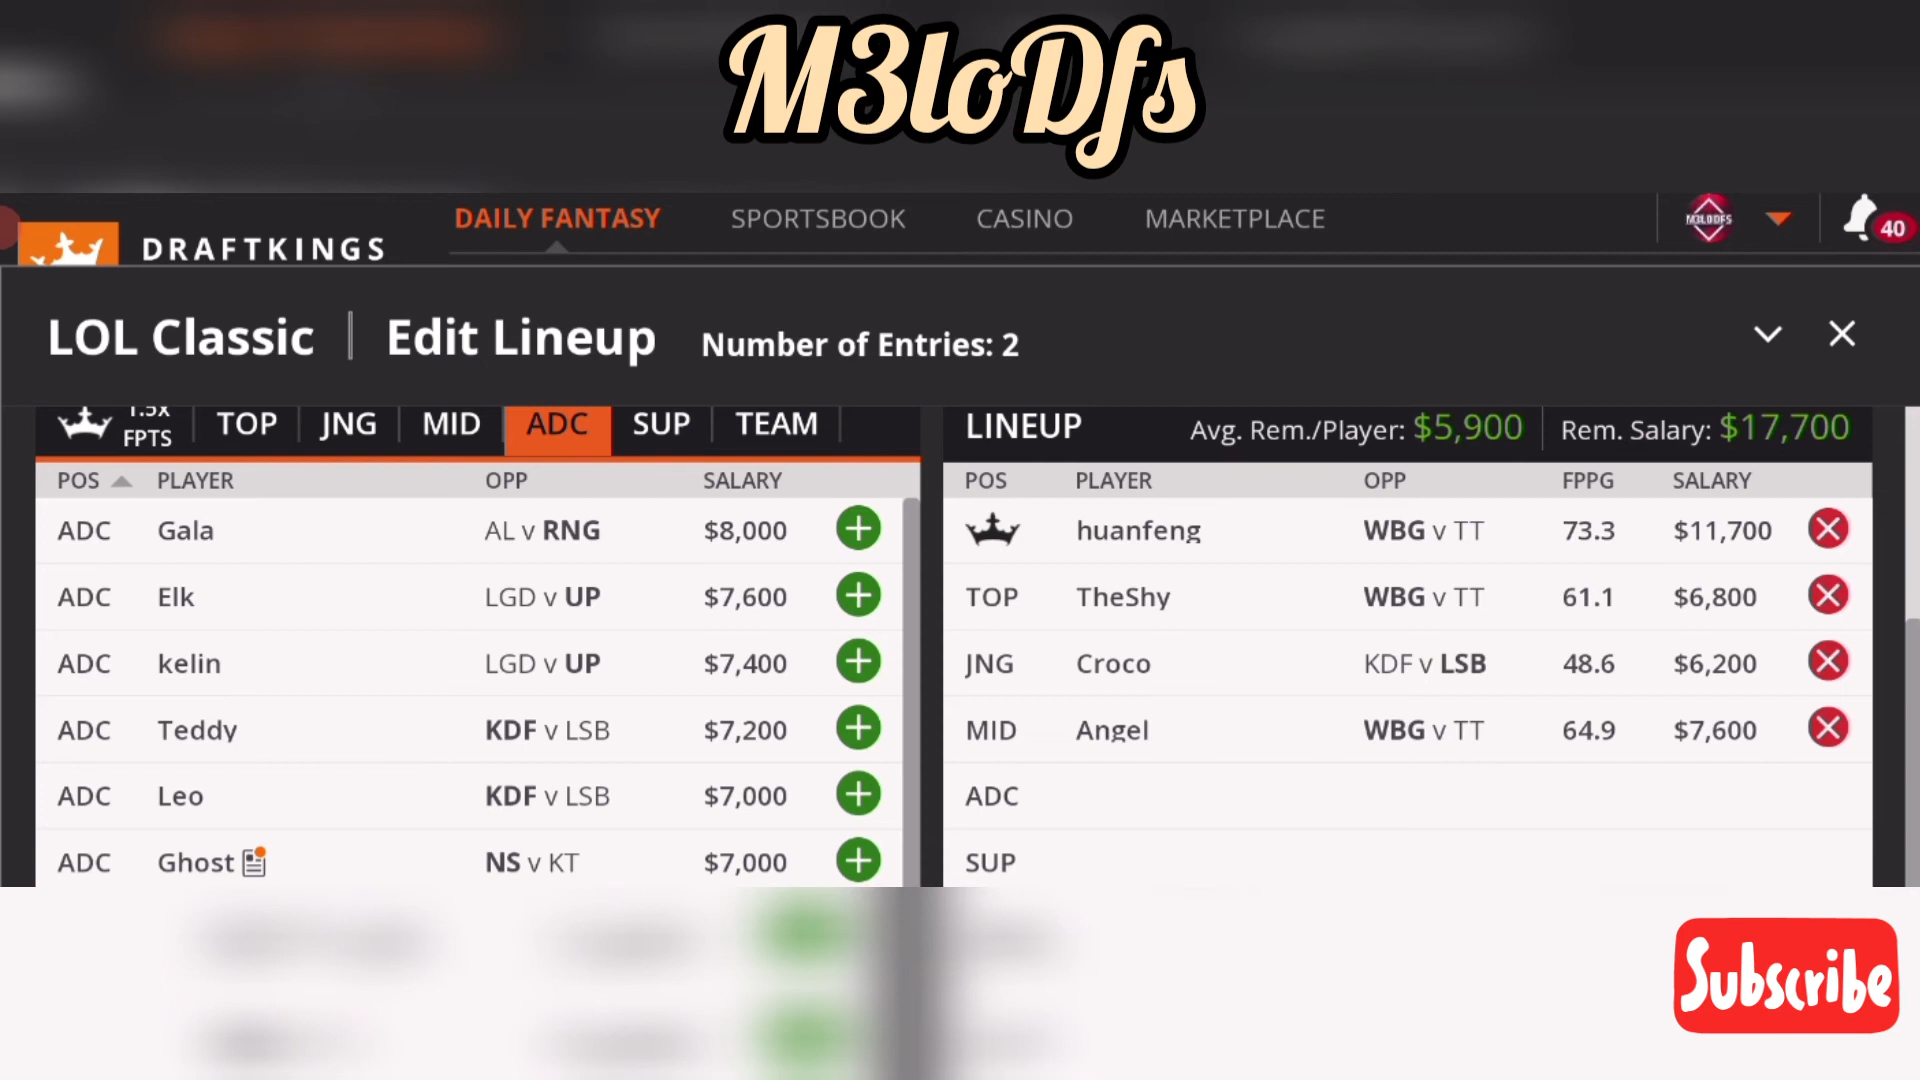 M3loDfs
DRAFTKINGS
DAILY FANTASY SPORTSBOOK CASINO MARKETPLACE
M3LODFS
40
LOL Classic | Edit Lineup Number of Entries: 2
1.5x FPTS TOP JNG MID ADC SUP TEAM
POS PLAYER OPP SALARY
ADC Gala AL v RNG $8,000
ADC Elk LGD v UP $7,600
ADC kelin LGD v UP $7,400
ADC Teddy KDF v LSB $7,200
ADC Leo KDF v LSB $7,000
ADC Ghost NS v KT $7,000
LINEUP Avg. Rem./Player: $5,900 Rem. Salary: $17,700
POS PLAYER OPP FPPG SALARY
huanfeng WBG v TT 73.3 $11,700
TOP TheShy WBG v TT 61.1 $6,800
JNG Croco KDF v LSB 48.6 $6,200
MID Angel WBG v TT 64.9 $7,600
ADC
SUP
Subscribe